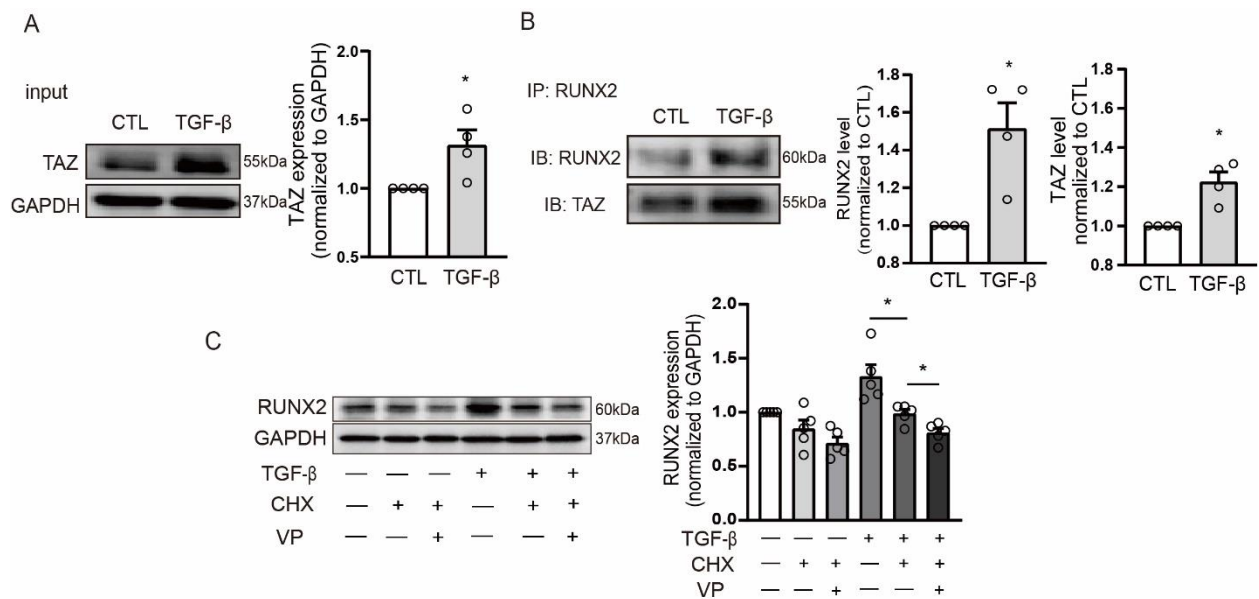 A
input
CTL TGF-β
TAZ 55kDa
GAPDH 37kDa
TAZ expression
(normalized to GAPDH)
2.0
1.5
1.0
0.5
*
CTL TGF-β
B
IP: RUNX2
CTL TGF-β
IB: RUNX2 60kDa
IB: TAZ 55kDa
RUNX2 level
(normalized to CTL)
1.8
1.6
1.4
1.2
1.0
0.8
*
CTL TGF-β
TAZ level
normalized to CTL
1.8
1.6
1.4
1.2
1.0
0.8
*
CTL TGF-β
C
RUNX2 60kDa
GAPDH 37kDa
TGF-β — — — + + +
CHX — + + — + +
VP — — + — — +
RUNX2 expression
(normalized to GAPDH)
2.0
1.5
1.0
0.5
0.0
*
*
TGF-β — — — + + +
CHX — + + — + +
VP — — + — — +